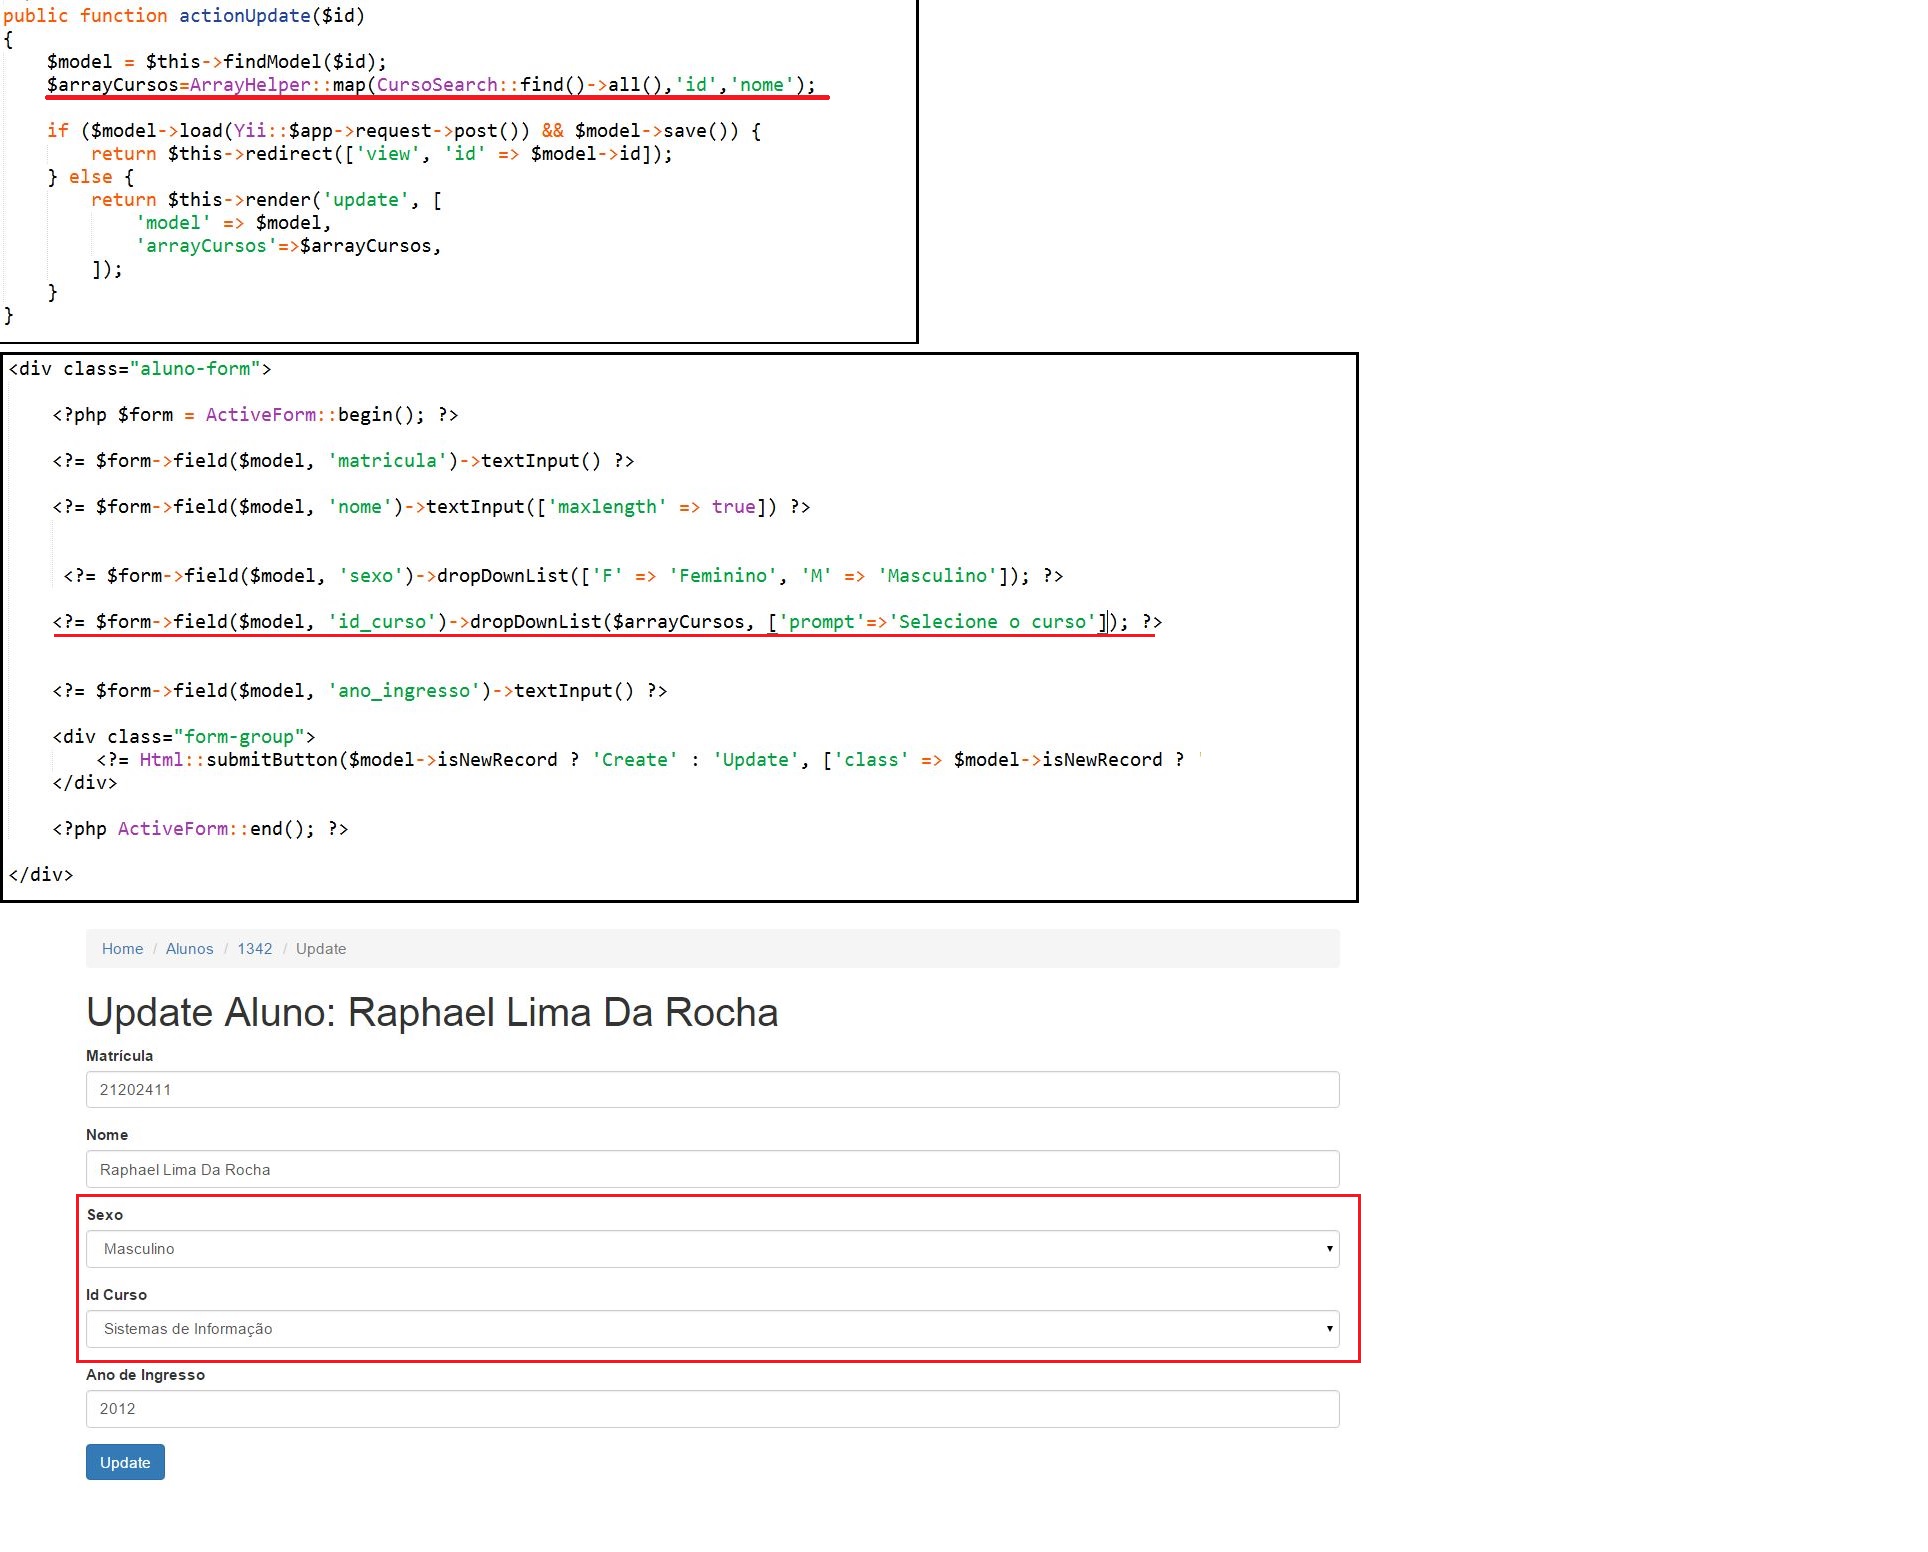 public function actionUpdate($id)
{
    $model = $this->findModel($id);
    $arrayCursos=ArrayHelper::map(CursoSearch::find()->all(),'id','nome');
    if ($model->load(Yii::$app->request->post()) && $model->save()) {
        return $this->redirect(['view', 'id' => $model->id]);
    } else {
        return $this->render('update', [
            'model' => $model,
            'arrayCursos'=>$arrayCursos,
        ]);
    }
}
<div class="aluno-form">
    <?php $form = ActiveForm::begin(); ?>
    <?= $form->field($model, 'matricula')->textInput() ?>
    <?= $form->field($model, 'nome')->textInput(['maxlength' => true]) ?>
     <?= $form->field($model, 'sexo')->dropDownList(['F' => 'Feminino', 'M' => 'Masculino']); ?>
    <?= $form->field($model, 'id_curso')->dropDownList($arrayCursos, ['prompt'=>'Selecione o curso']); ?>
    <?= $form->field($model, 'ano_ingresso')->textInput() ?>
    <div class="form-group">
        <?= Html::submitButton($model->isNewRecord ? 'Create' : 'Update', ['class' => $model->isNewRecord ? '
    </div>
    <?php ActiveForm::end(); ?>
</div>
Home / Alunos / 1342 / Update
Update Aluno: Raphael Lima Da Rocha
Matrícula
21202411
Nome
Raphael Lima Da Rocha
Sexo
Masculino
Id Curso
Sistemas de Informação
Ano de Ingresso
2012
Update